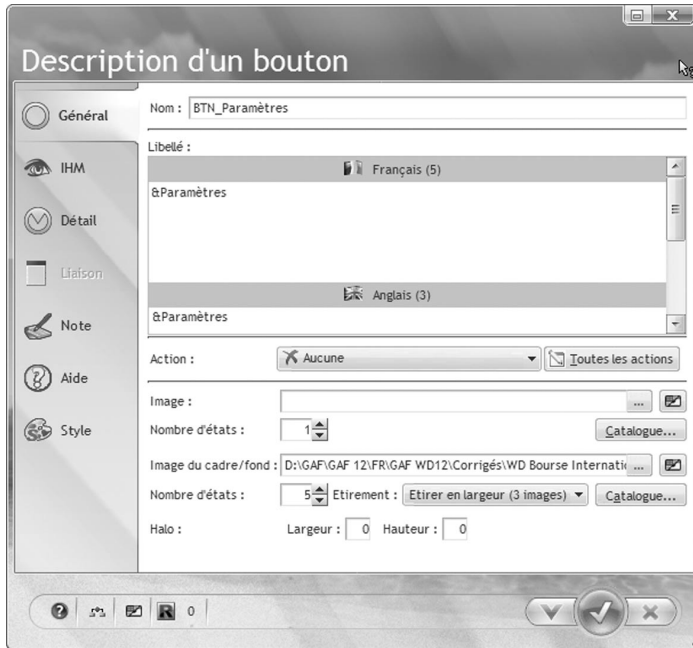 Description d'un bouton
Général
IHM
Détail
Liaison
Note
Aide
Style
Nom : BTN_Paramètres
Libellé :
Français (5)
&Paramètres
Anglais (3)
&Paramètres
Action : Aucune Toutes les actions
Image : ...
Nombre d'états : 1 Catalogue...
Image du cadre/fond : D:\GAF\GAF 12\FR\GAF WD12\Corrigés\WD Bourse Internatio ...
Nombre d'états : 5 Etirement : Etirer en largeur (3 images) Catalogue...
Halo : Largeur : 0 Hauteur : 0
? R 0